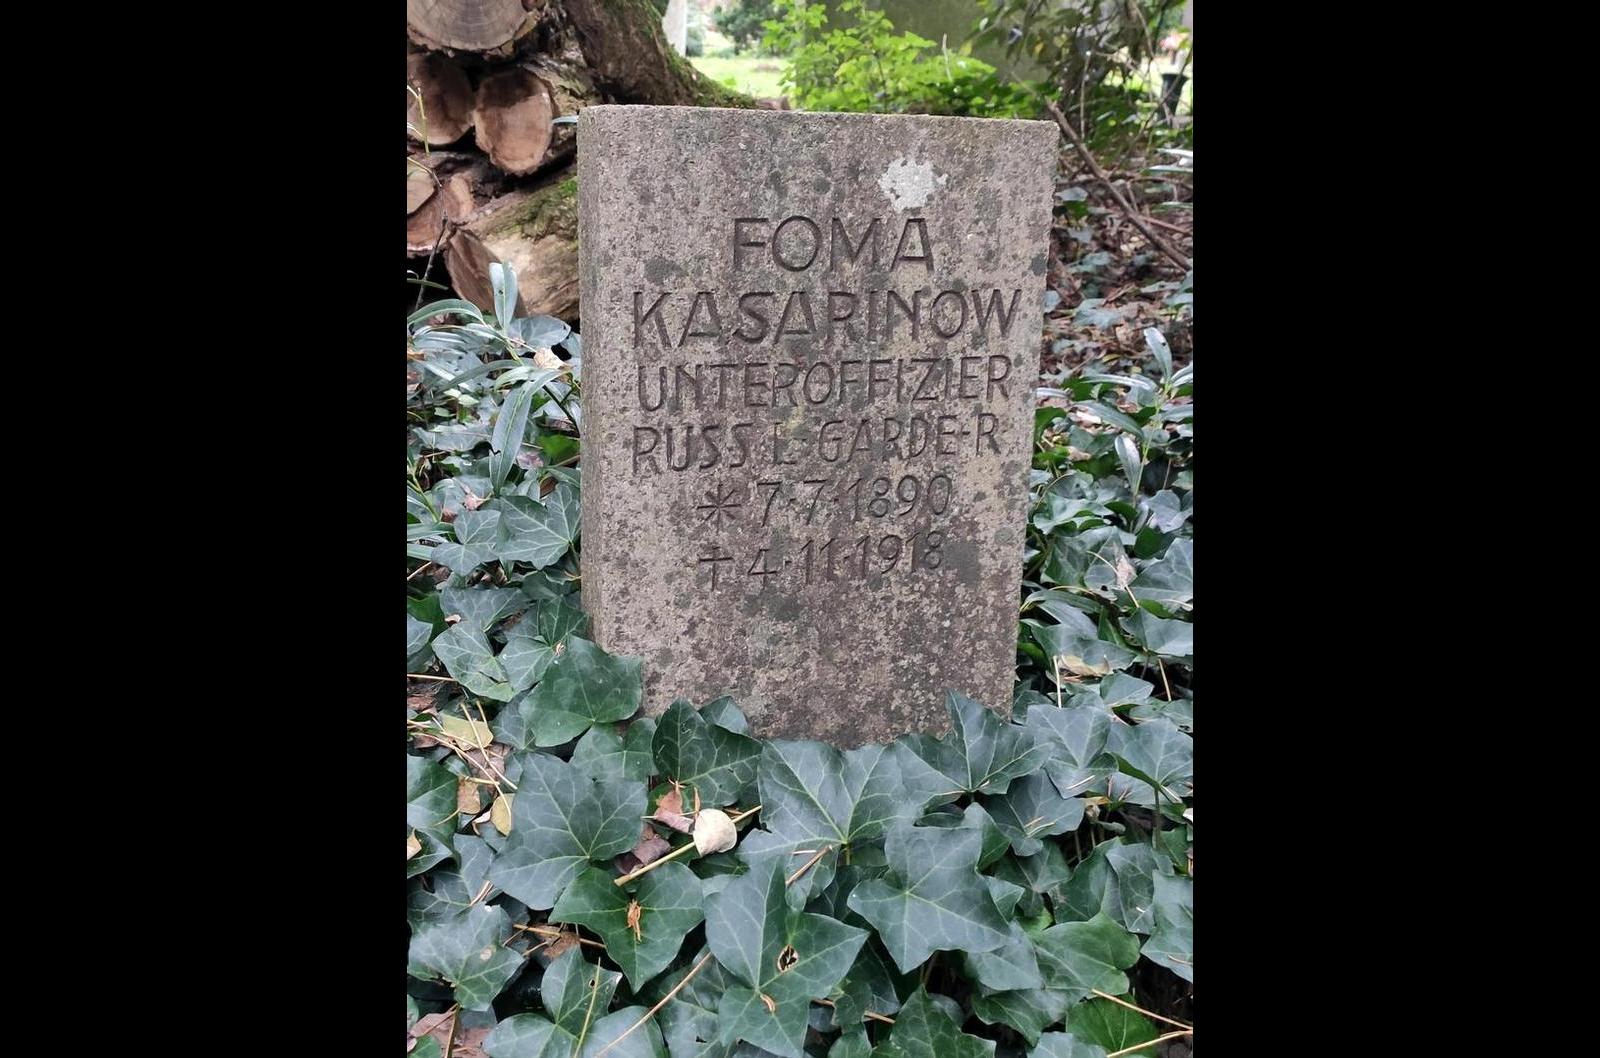 FOMA
KASARINOW
UNTEROFFIZIER
RUSS L-GARDE-R
* 7·7·1890
† 4·11·1918